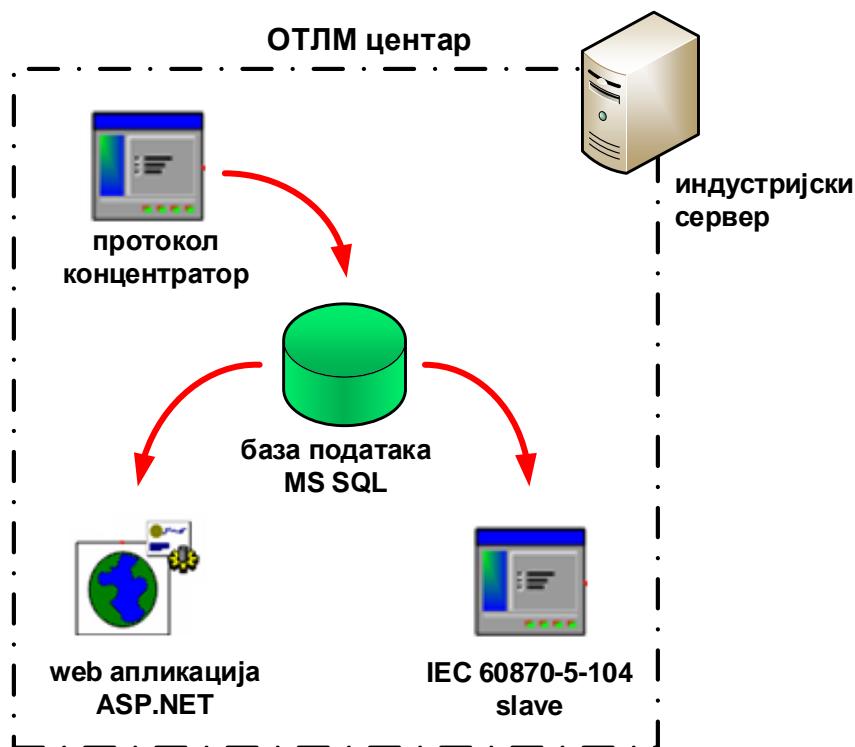 ОТЛМ центар
индустријски
сервер
протокол
концентратор
база података
MS SQL
web апликација
ASP.NET
IEC 60870-5-104
slave